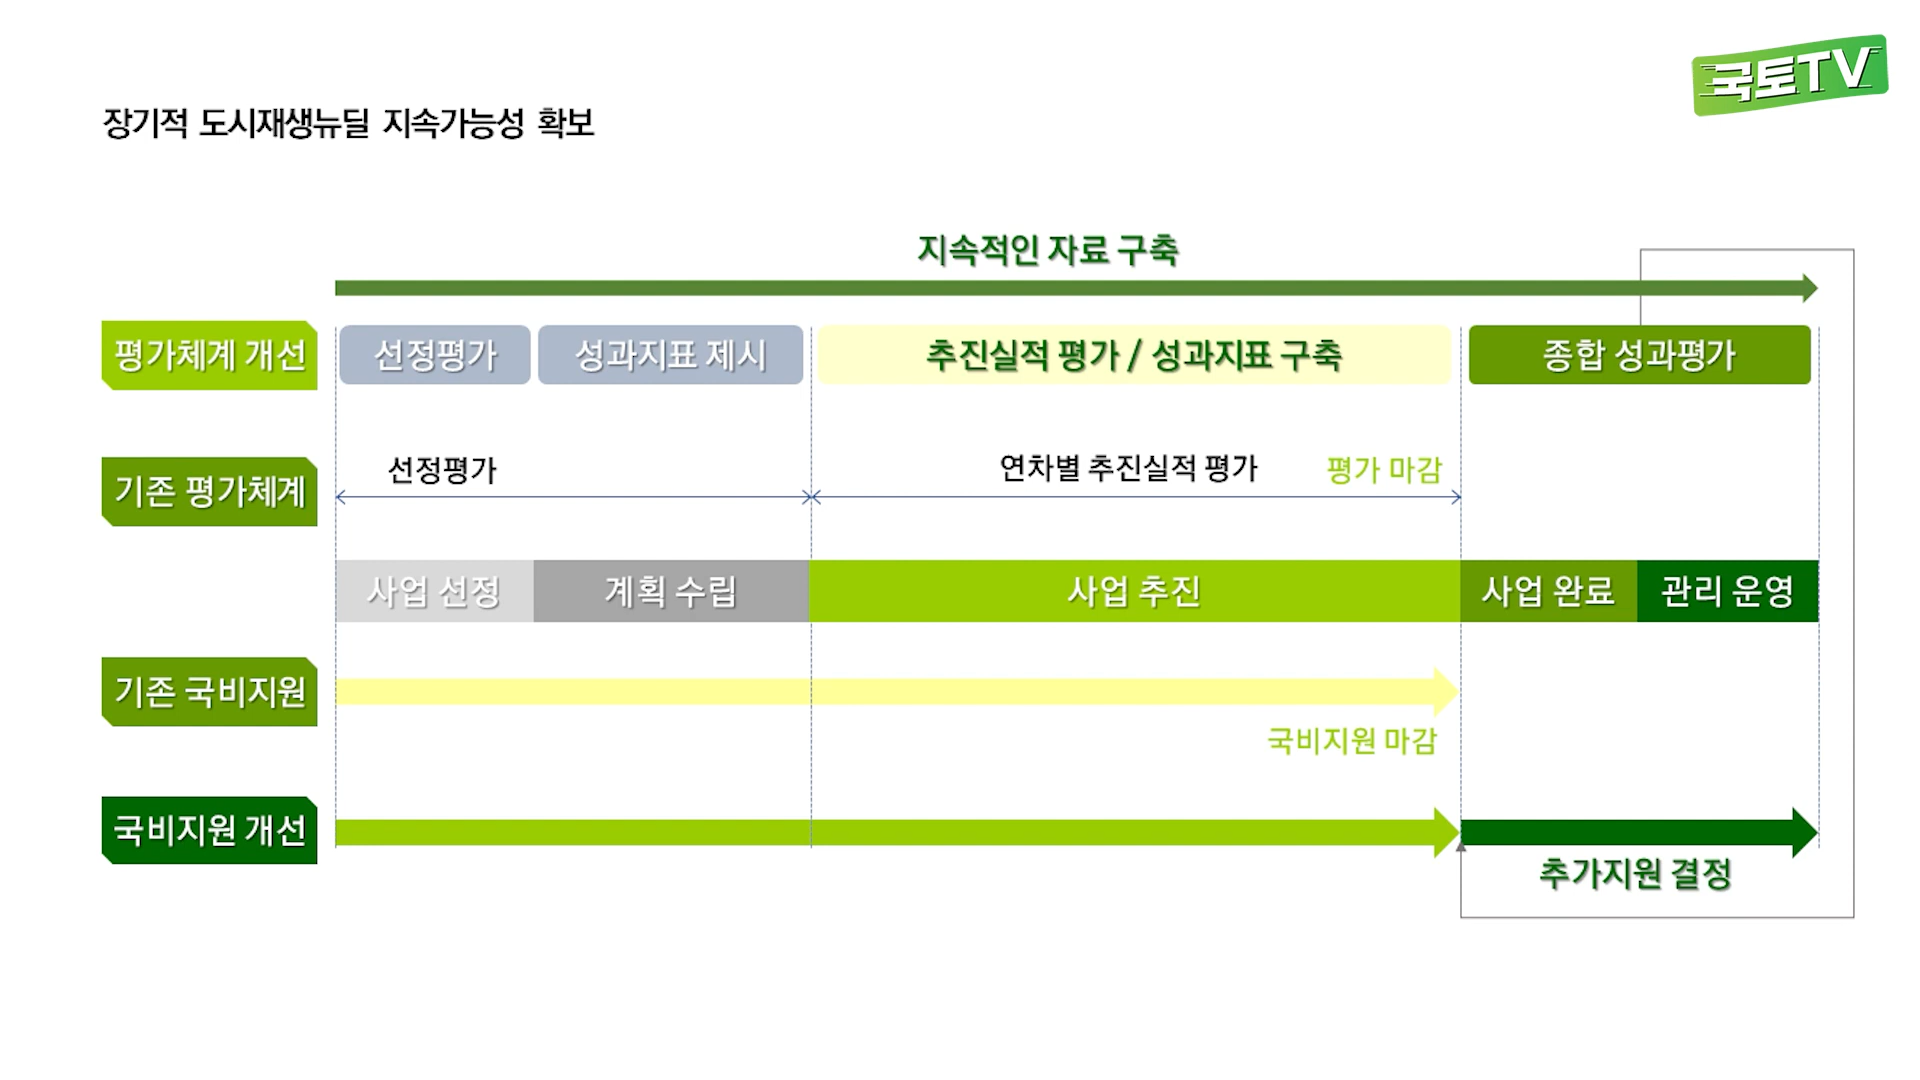 국토TV
장기적 도시재생뉴딜 지속가능성 확보
지속적인 자료 구축
평가체계 개선
선정평가
성과지표 제시
추진실적 평가 / 성과지표 구축
종합 성과평가
기존 평가체계
선정평가
연차별 추진실적 평가
평가 마감
사업 선정
계획 수립
사업 추진
사업 완료
관리 운영
기존 국비지원
국비지원 마감
국비지원 개선
추가지원 결정